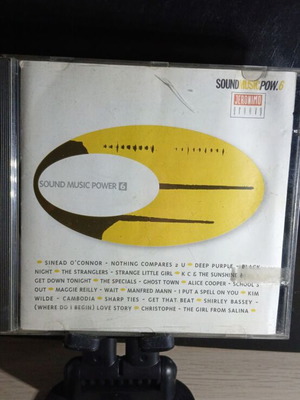 SOUND MUSIC POW. 6
SOUND MUSIC POWER 6
SINEAD O'CONNOR - NOTHING COMPARES 2 U DEEP PURPLE - BLACK
NIGHT THE STRANGLERS - STRANGE LITTLE GIRL K C & THE SUNSHINE
GET DOWN TONIGHT THE SPECIALS - GHOST TOWN ALICE COOPER - SCHOOL'S
OUT MAGGIE REILLY - WAIT MANFRED MANN - I PUT A SPELL ON YOU KIM
WILDE - CAMBODIA SHARP TIES - GET THAT BEAT SHIRLEY BASSEY -
(WHERE DO I BEGIN) LOVE STORY CHRISTOPHE - THE GIRL FROM SALINA